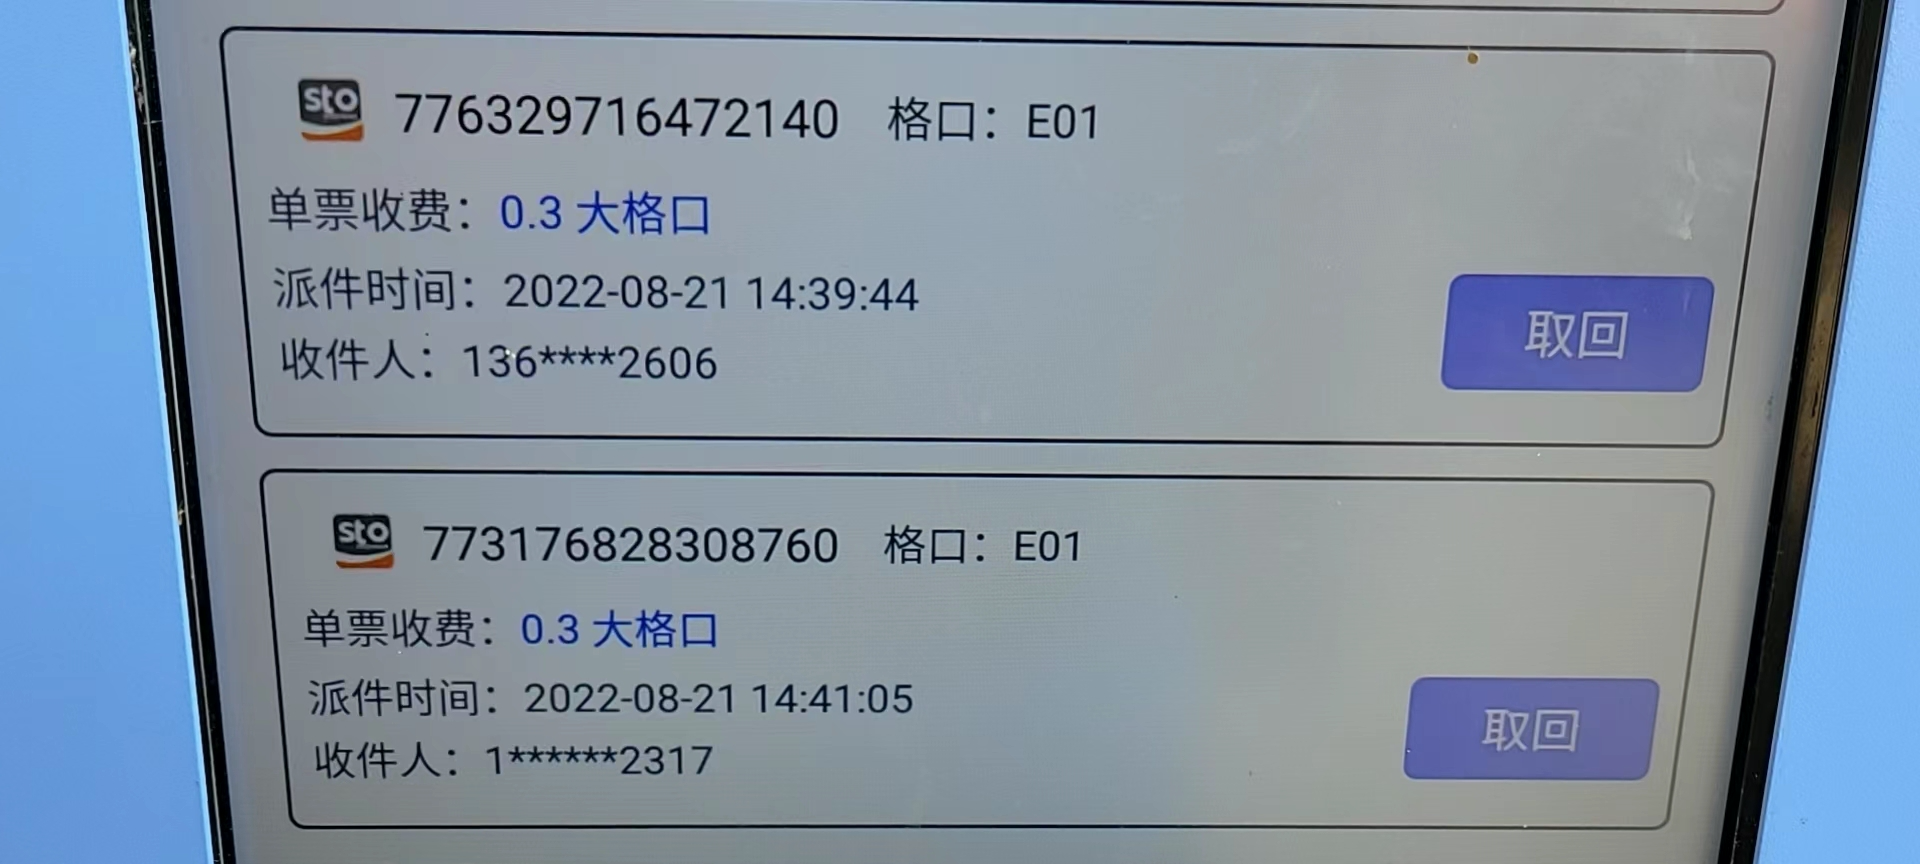 sto 776329716472140 格口：E01
单票收费：0.3 大格口
派件时间：2022-08-21 14:39:44
收件人：136****2606
取回
sto 773176828308760 格口：E01
单票收费：0.3 大格口
派件时间：2022-08-21 14:41:05
收件人：1******2317
取回